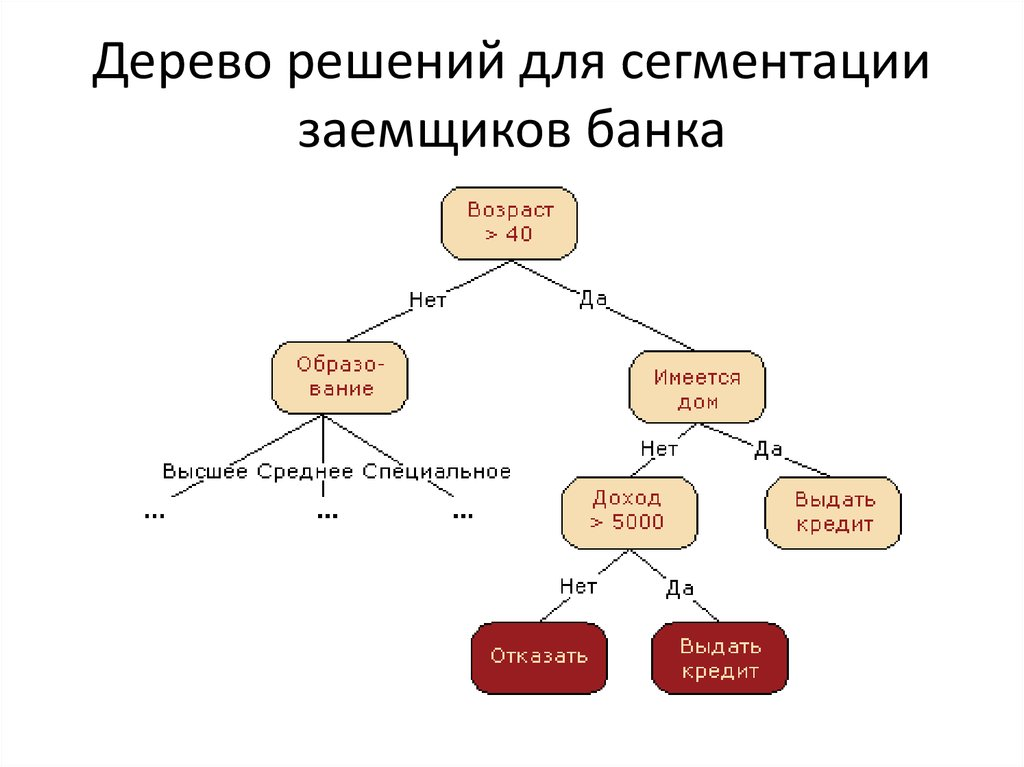 Дерево решений для сегментации
заемщиков банка
Возраст
> 40
Нет
Да
Образо-
вание
Имеется
дом
Нет
Да
Высшее Среднее Специальное
... ... ...
Доход
> 5000
Выдать
кредит
Нет
Да
Отказать
Выдать
кредит